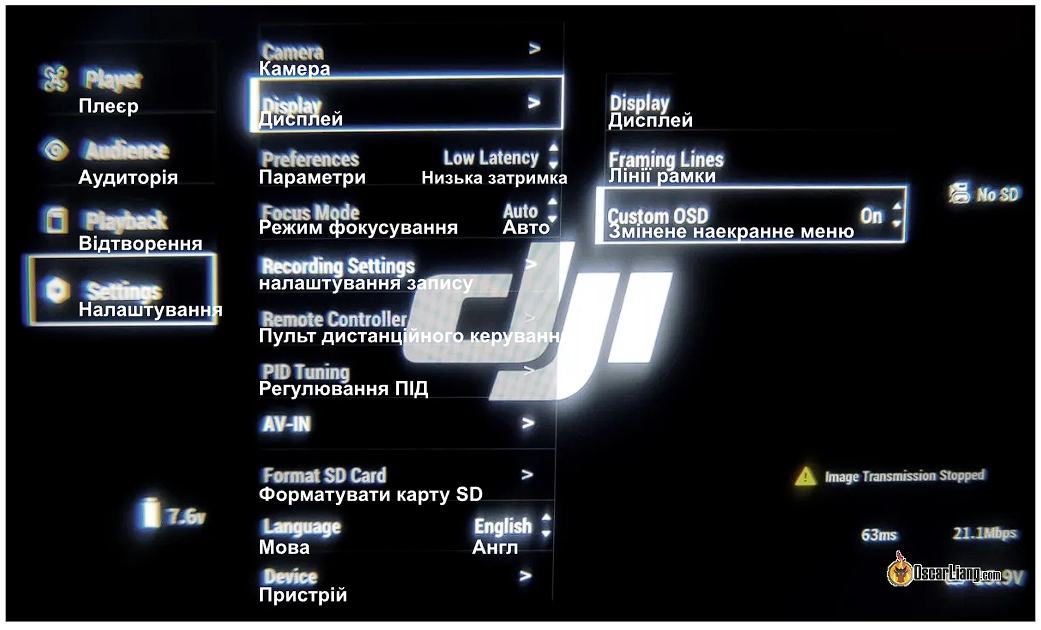 Player
Плеєр
Audience
Аудиторія
Playback
Відтворення
Settings
Налаштування
7.6v
Camera >
Камера
Display >
Дисплей
Preferences Low Latency
Параметри Низька затримка
Focus Mode Auto
Режим фокусування Авто
Recording Settings >
налаштування запису
Remote Controller >
Пульт дистанційного керуванн
PID Tuning >
Регулювання ПІД
AV-IN >
Format SD Card >
Форматувати карту SD
Language English
Мова Англ
Device >
Пристрій
dji
Display
Дисплей
Framing Lines
Лінії рамки
Custom OSD On
Змінене наекранне меню
No SD
Image Transmission Stopped
63ms 21.1Mbps
OscarLiang.com